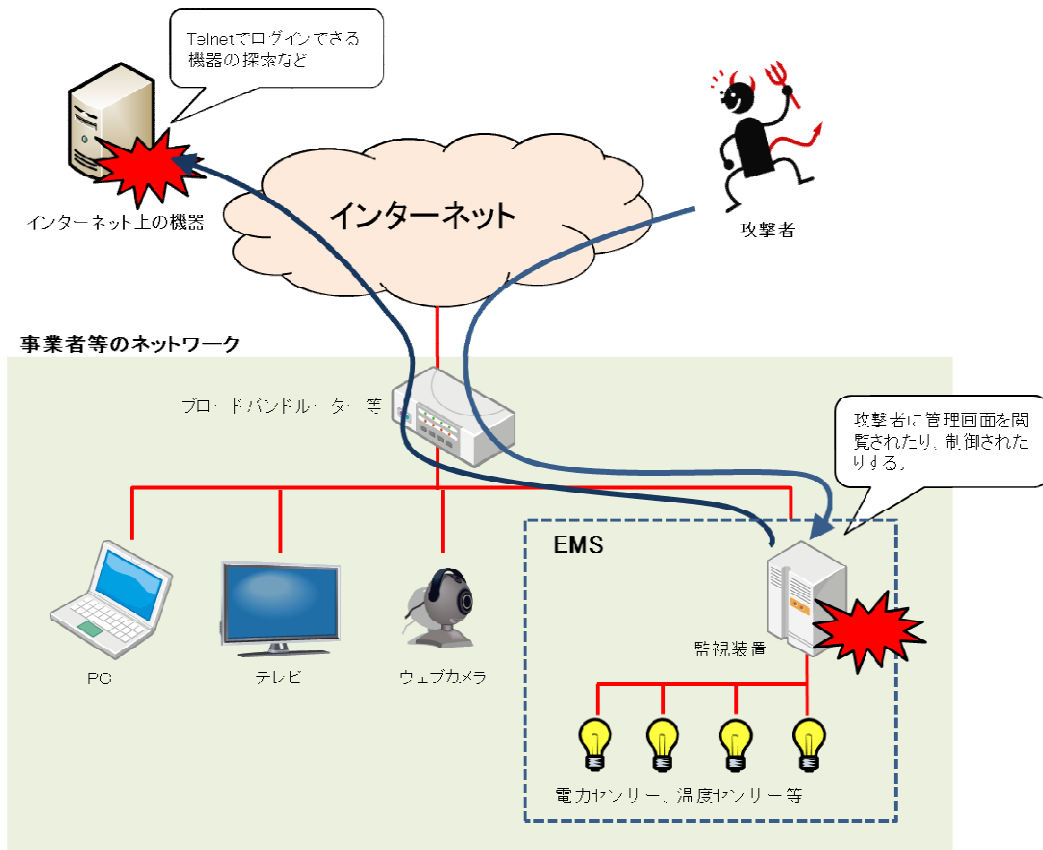 Telnetでログインできる
機器の探索など
インターネット上の機器
インターネット
攻撃者
事業者等のネットワーク
ブロードバンドルーター等
攻撃者に管理画面を閲
覧されたり、制御された
りする。
EMS
監視装置
PC
テレビ
ウェブカメラ
電力センサー、温度センサー等